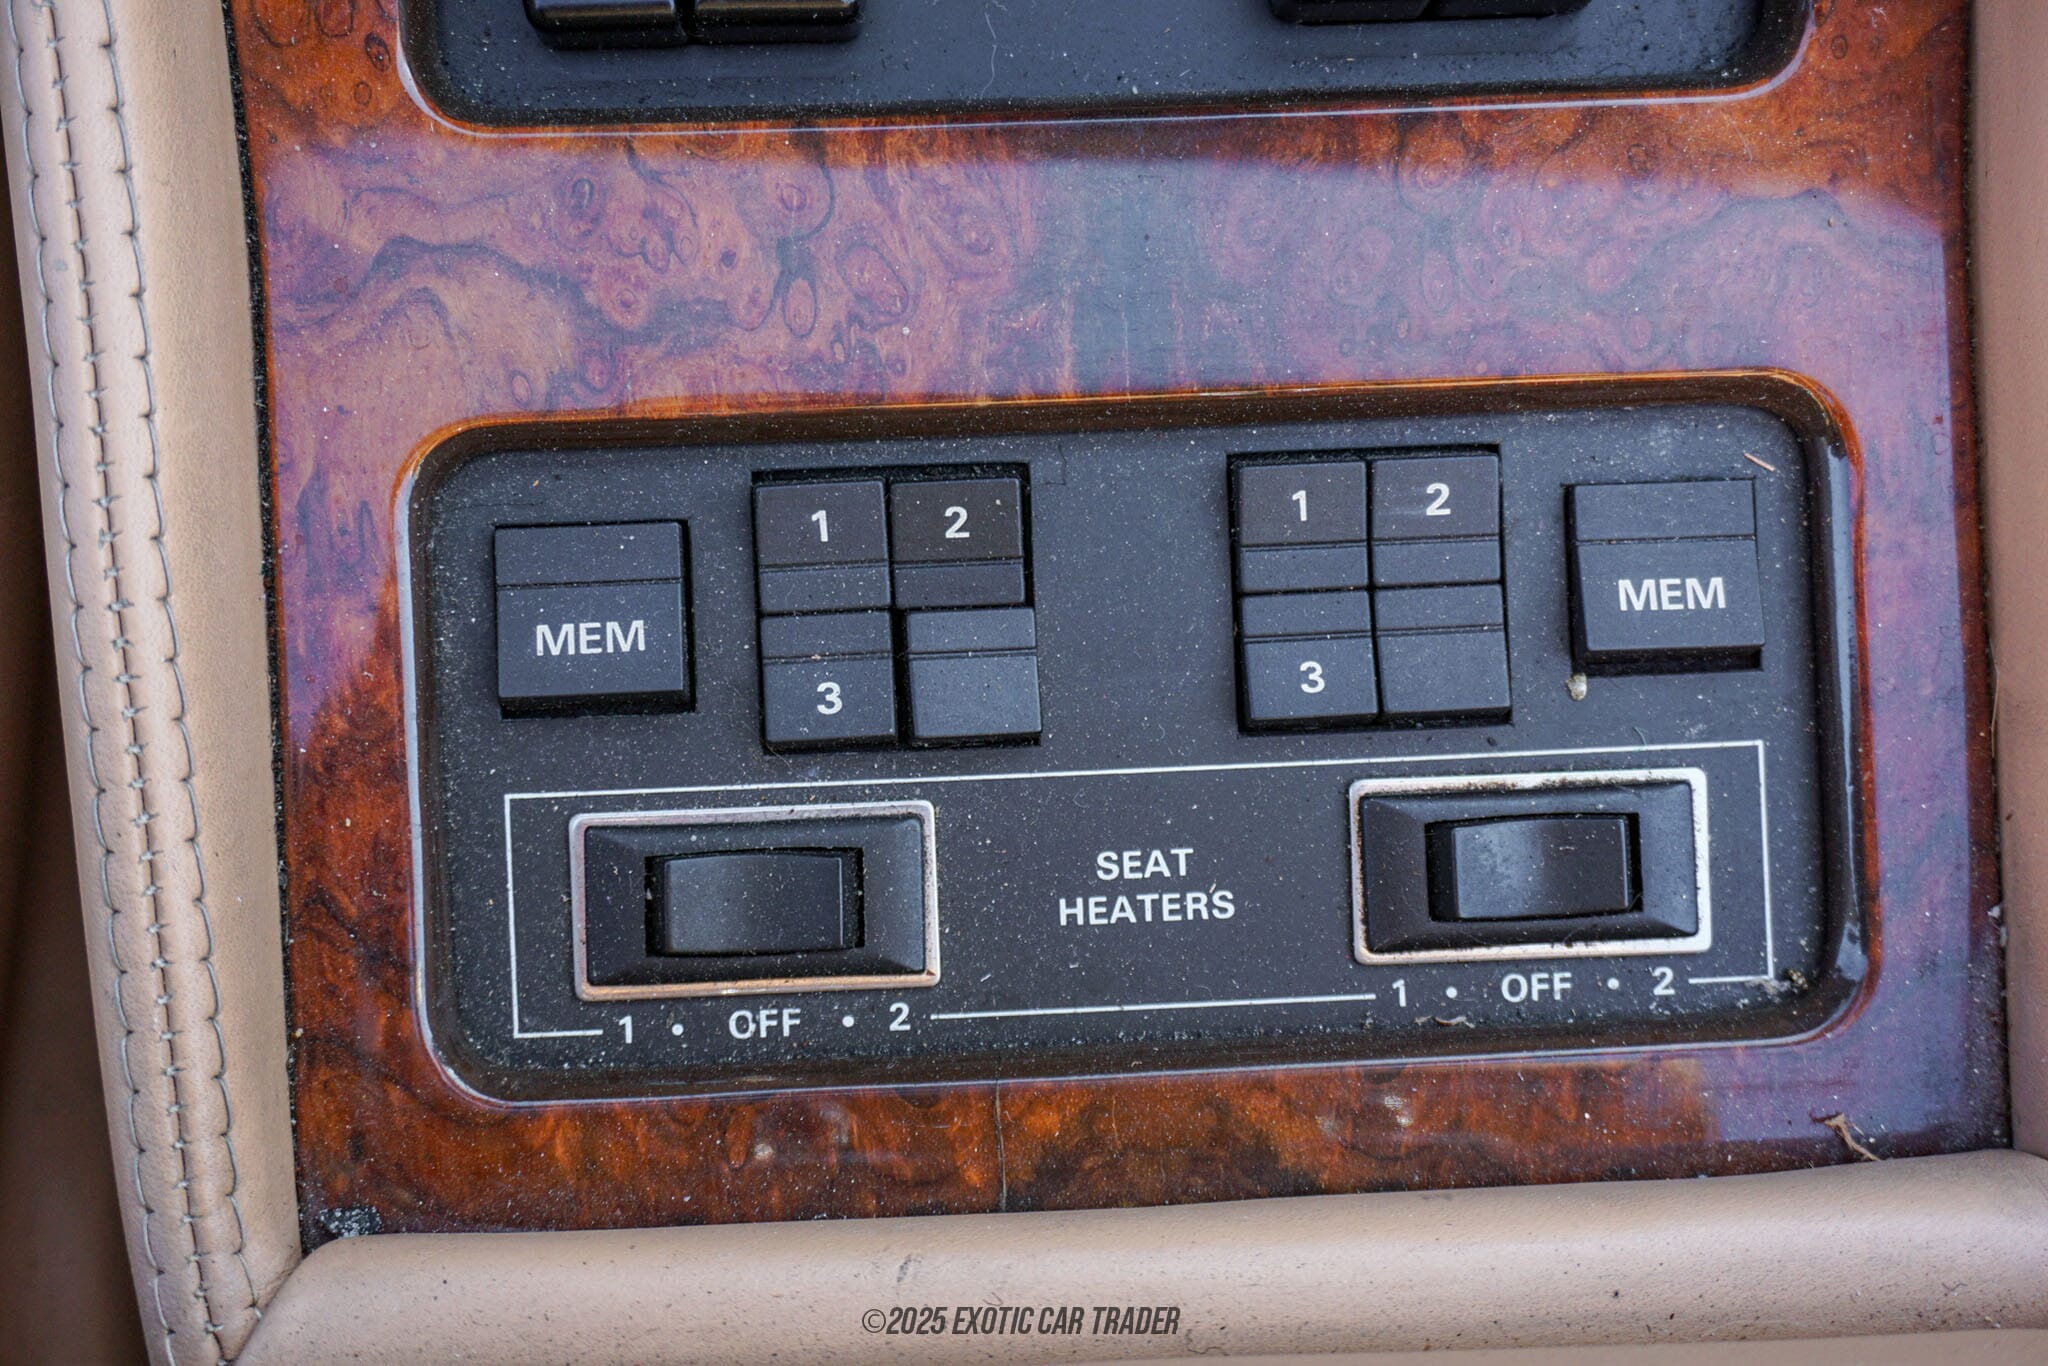 1 2 1 2
MEM MEM
3 3
SEAT
HEATERS
1 • OFF • 2
1 • OFF • 2
©2025 EXOTIC CAR TRADER